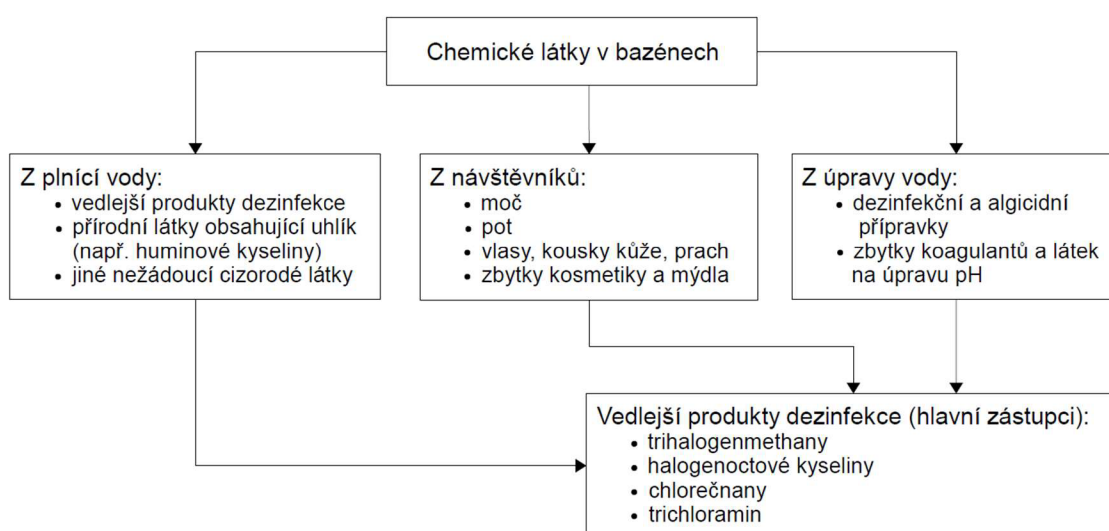 Chemické látky v bazénech
Z plnící vody:
• vedlejší produkty dezinfekce
• přírodní látky obsahující uhlík
(např. huminové kyseliny)
• jiné nežádoucí cizorodé látky
Z návštěvníků:
• moč
• pot
• vlasy, kousky kůže, prach
• zbytky kosmetiky a mýdla
Z úpravy vody:
• dezinfekční a algicidní
přípravky
• zbytky koagulantů a látek
na úpravu pH
Vedlejší produkty dezinfekce (hlavní zástupci):
• trihalogenmethany
• halogenoctové kyseliny
• chlorečnany
• trichloramin